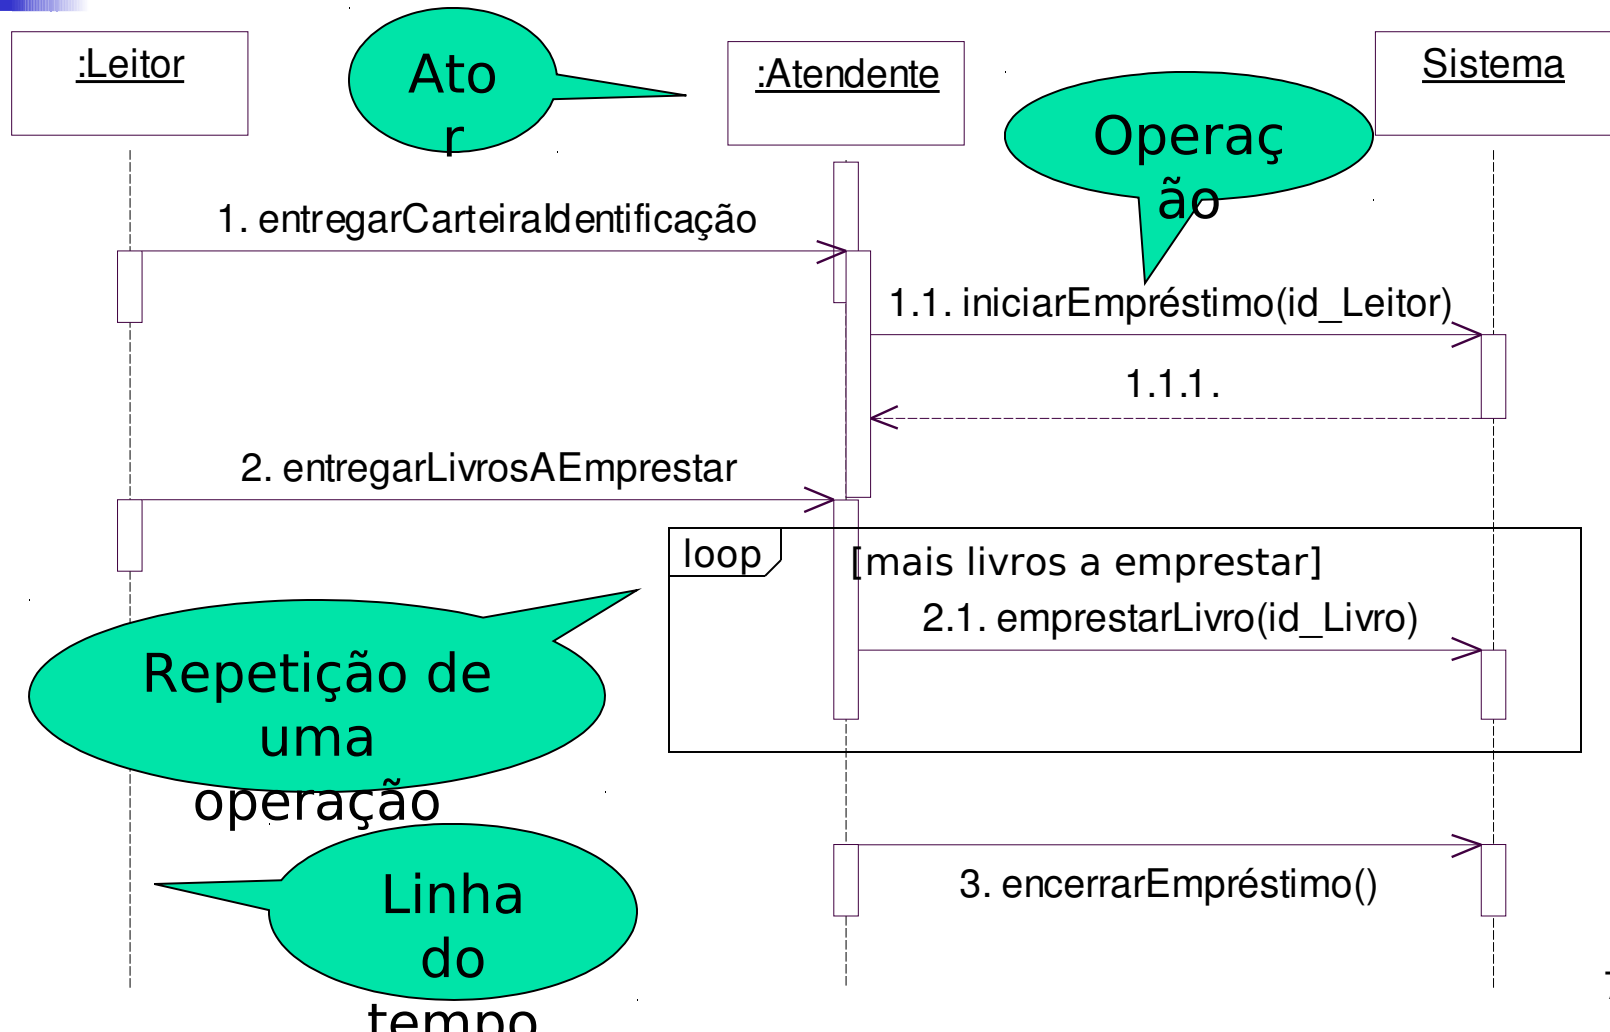 :Leitor
Ato
r
:Atendente
Sistema
Operaç
ão
1. entregarCarteiraIdentificação
1.1. iniciarEmpréstimo(id_Leitor)
1.1.1.
2. entregarLivrosAEmprestar
loop
[mais livros a emprestar]
2.1. emprestarLivro(id_Livro)
Repetição de
uma
operação
3. encerrarEmpréstimo()
Linha
do
tempo